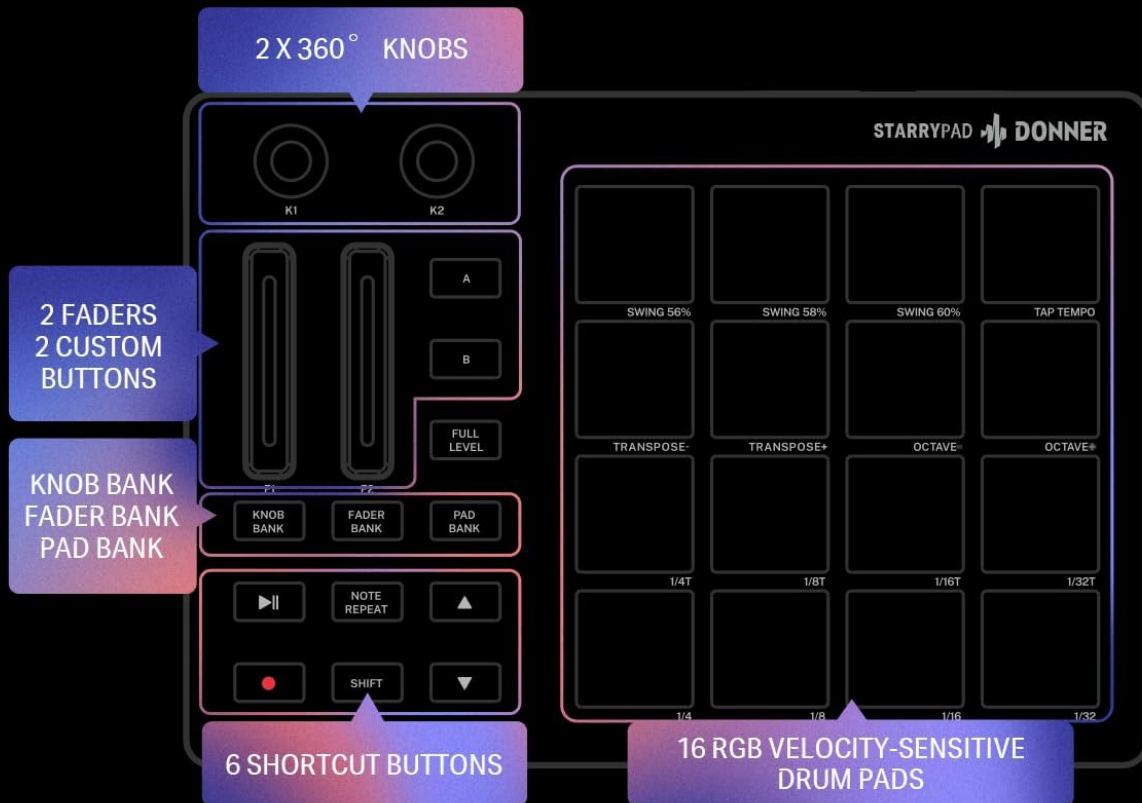 2 X 360° KNOBS
STARRYPAD DONNER
K1 K2
2 FADERS
2 CUSTOM
BUTTONS
A
B
FULL
LEVEL
F1 F2
KNOB BANK
FADER BANK
PAD BANK
KNOB
BANK
FADER
BANK
PAD
BANK
NOTE
REPEAT
SHIFT
6 SHORTCUT BUTTONS
SWING 56% SWING 58% SWING 60% TAP TEMPO
TRANSPOSE- TRANSPOSE+ OCTAVE- OCTAVE+
1/4T 1/8T 1/16T 1/32T
1/4 1/8 1/16 1/32
16 RGB VELOCITY-SENSITIVE
DRUM PADS